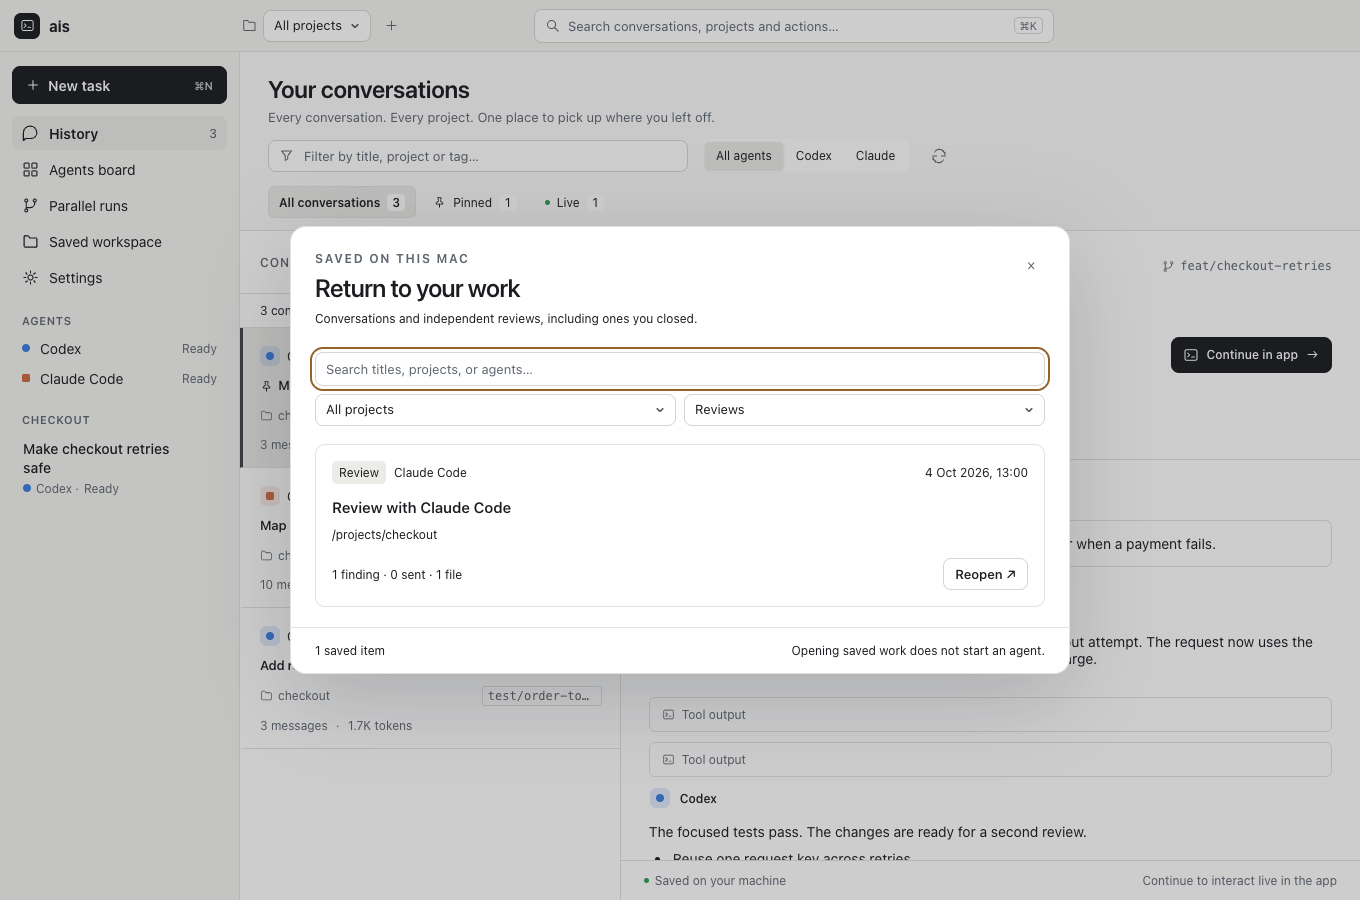 ais
All projects
Search conversations, projects and actions…
⌘K
New task
⌘N
History
3
Agents board
Parallel runs
Saved workspace
Settings
AGENTS
Codex
Ready
Claude Code
Ready
CHECKOUT
Make checkout retries
safe
Codex · Ready
Your conversations
Every conversation. Every project. One place to pick up where you left off.
Filter by title, project or tag…
All agents
Codex
Claude
All conversations 3
Pinned 1
Live 1
feat/checkout-retries
Continue in app →
3
3
Map
10
Add
checkout
test/order-to…
3 messages · 1.7K tokens
SAVED ON THIS MAC
×
Return to your work
Conversations and independent reviews, including ones you closed.
Search titles, projects, or agents…
All projects
Reviews
Review
Claude Code
4 Oct 2026, 13:00
Review with Claude Code
/projects/checkout
1 finding · 0 sent · 1 file
Reopen ↗
1 saved item
Opening saved work does not start an agent.
when a payment fails.
attempt. The request now uses the
Tool output
Tool output
Codex
The focused tests pass. The changes are ready for a second review.
• Reuse one request key across retries
Saved on your machine
Continue to interact live in the app